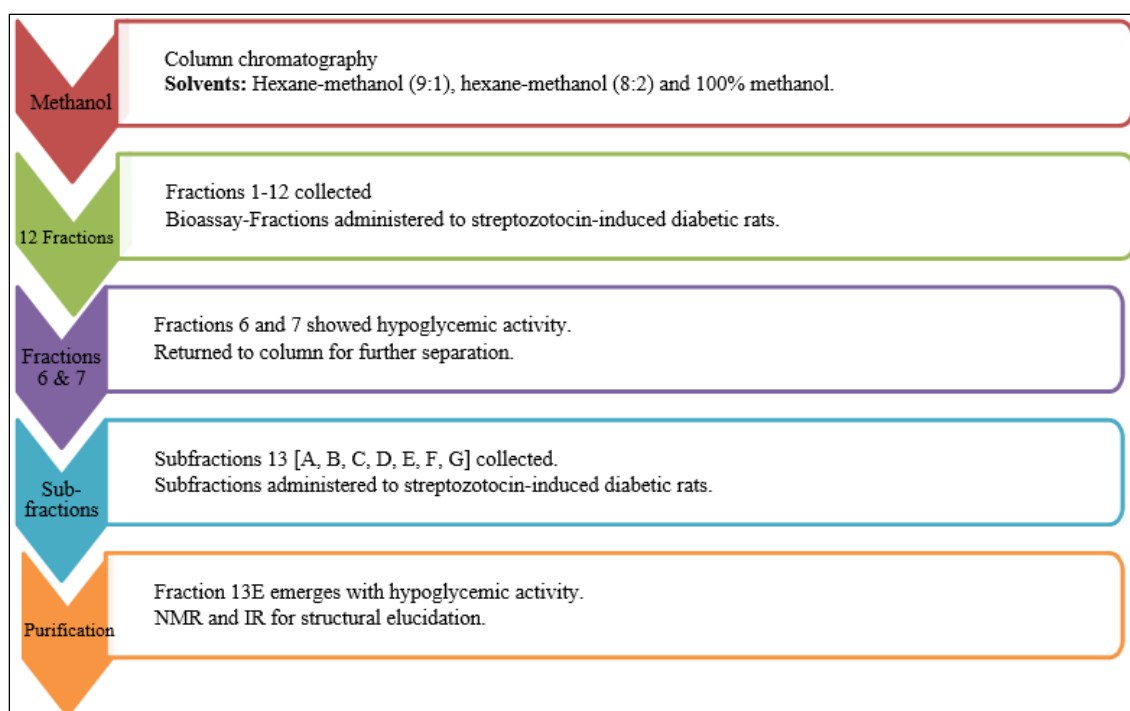 Methanol
Column chromatography
Solvents: Hexane-methanol (9:1), hexane-methanol (8:2) and 100% methanol.
12 Fractions
Fractions 1-12 collected
Bioassay-Fractions administered to streptozotocin-induced diabetic rats.
Fractions
6 & 7
Fractions 6 and 7 showed hypoglycemic activity.
Returned to column for further separation.
Sub-
fractions
Subfractions 13 [A, B, C, D, E, F, G] collected.
Subfractions administered to streptozotocin-induced diabetic rats.
Purification
Fraction 13E emerges with hypoglycemic activity.
NMR and IR for structural elucidation.